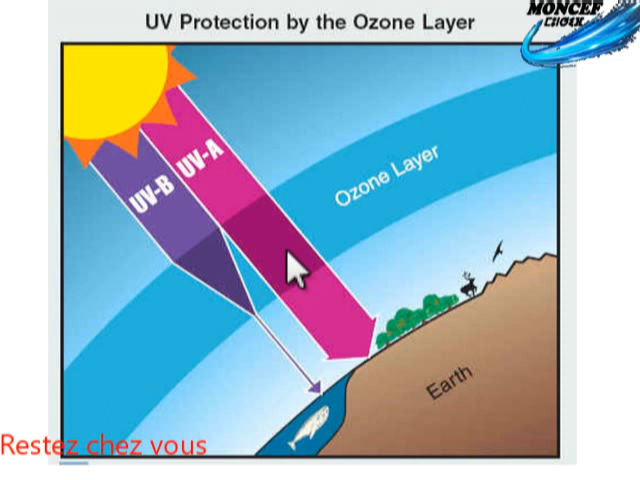 UV Protection by the Ozone Layer
MONCEF
UV-A
UV-B
Ozone Layer
Earth
Restez chez vous